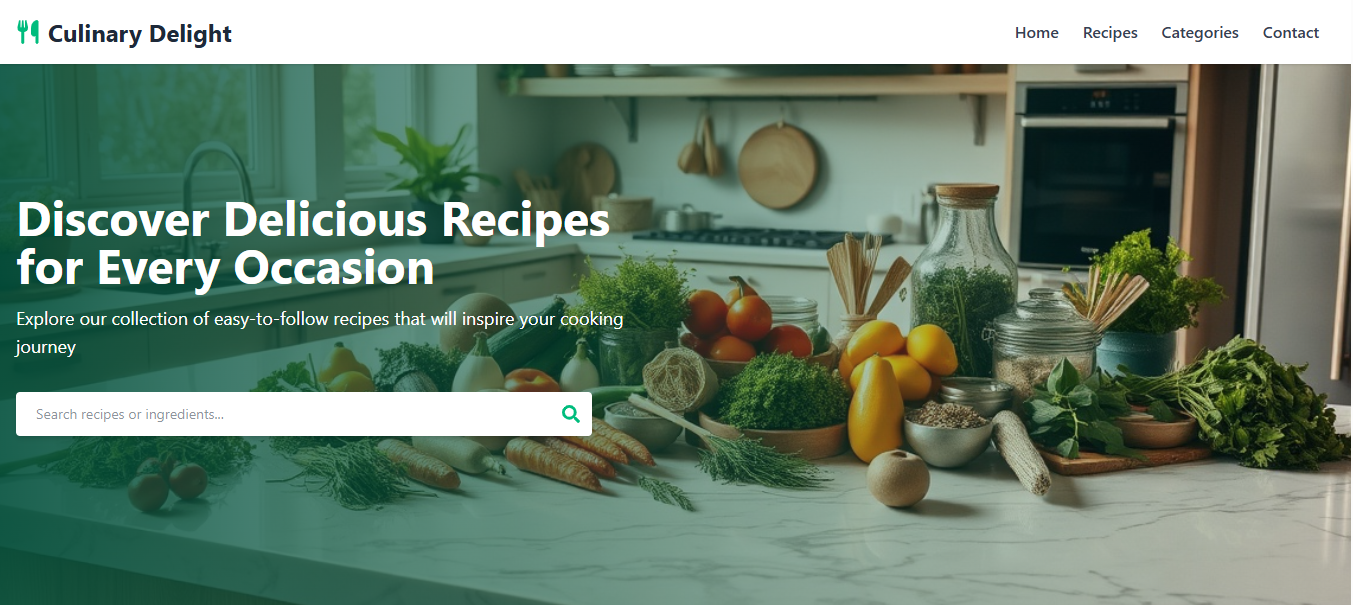 Culinary Delight
Home Recipes Categories Contact
Discover Delicious Recipes
for Every Occasion
Explore our collection of easy-to-follow recipes that will inspire your cooking
journey
Search recipes or ingredients...